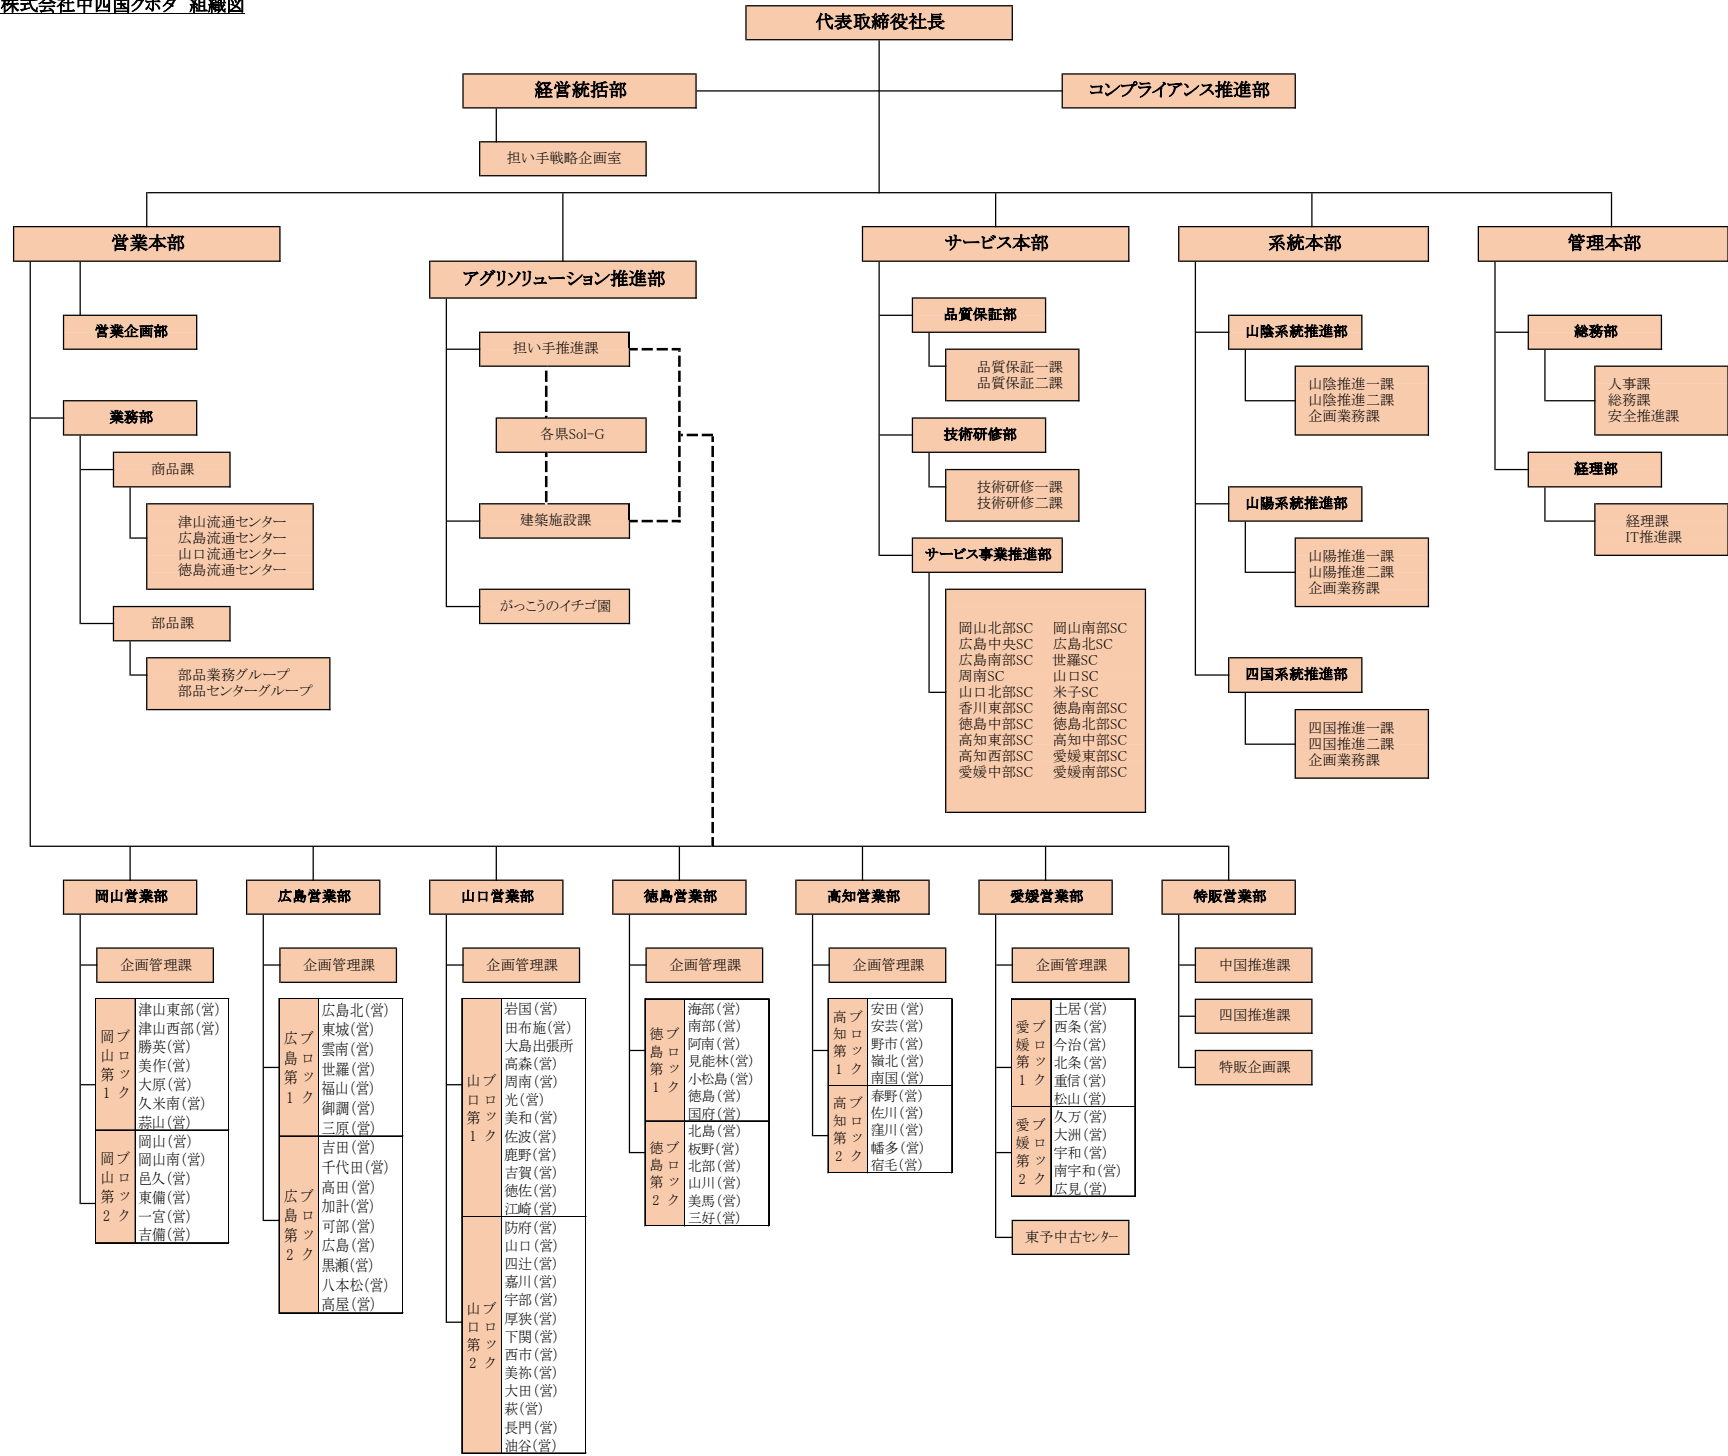 株式会社中四国クボタ 組織図
代表取締役社長
経営統括部
コンプライアンス推進部
担い手戦略企画室
営業本部
アグリソリューション推進部
サービス本部
系統本部
管理本部
営業企画部
業務部
商品課
津山流通センター
広島流通センター
山口流通センター
徳島流通センター
部品課
部品業務グループ
部品センターグループ
担い手推進課
各県Sol-G
建築施設課
がっこうのイチゴ園
品質保証部
品質保証一課
品質保証二課
技術研修部
技術研修一課
技術研修二課
サービス事業推進部
岡山北部SC 岡山南部SC
広島中央SC 広島北SC
広島南部SC 世羅SC
周南SC 山口SC
山口北部SC 米子SC
香川東部SC 徳島南部SC
徳島中部SC 徳島北部SC
高知東部SC 高知中部SC
高知西部SC 愛媛東部SC
愛媛中部SC 愛媛南部SC
山陰系統推進部
山陰推進一課
山陰推進二課
企画業務課
山陽系統推進部
山陽推進一課
山陽推進二課
企画業務課
四国系統推進部
四国推進一課
四国推進二課
企画業務課
総務部
人事課
総務課
安全推進課
経理部
経理課
IT推進課
岡山営業部
企画管理課
岡山第1ブロック
津山東部(営)
津山西部(営)
勝英(営)
美作(営)
大原(営)
久米南(営)
蒜山(営)
岡山第2ブロック
岡山(営)
岡山南(営)
邑久(営)
東備(営)
一宮(営)
吉備(営)
広島営業部
企画管理課
広島第1ブロック
広島北(営)
東城(営)
雲南(営)
世羅(営)
福山(営)
御調(営)
三原(営)
広島第2ブロック
吉田(営)
千代田(営)
高田(営)
加計(営)
可部(営)
広島(営)
黒瀬(営)
八本松(営)
高屋(営)
山口営業部
企画管理課
山口第1ブロック
岩国(営)
田布施(営)
大島出張所
高森(営)
周南(営)
光(営)
美和(営)
佐波(営)
鹿野(営)
吉賀(営)
徳佐(営)
江崎(営)
山口第2ブロック
防府(営)
山口(営)
四辻(営)
嘉川(営)
宇部(営)
厚狭(営)
下関(営)
西市(営)
美祢(営)
大田(営)
萩(営)
長門(営)
油谷(営)
徳島営業部
企画管理課
徳島第1ブロック
海部(営)
南部(営)
阿南(営)
見能林(営)
小松島(営)
徳島(営)
国府(営)
徳島第2ブロック
北島(営)
板野(営)
北部(営)
山川(営)
美馬(営)
三好(営)
高知営業部
企画管理課
高知第1ブロック
安田(営)
安芸(営)
野市(営)
嶺北(営)
南国(営)
高知第2ブロック
春野(営)
佐川(営)
窪川(営)
幡多(営)
宿毛(営)
愛媛営業部
企画管理課
愛媛第1ブロック
土居(営)
西条(営)
今治(営)
北条(営)
重信(営)
松山(営)
愛媛第2ブロック
久万(営)
大洲(営)
宇和(営)
南宇和(営)
広見(営)
東予中古センター
特販営業部
中国推進課
四国推進課
特販企画課